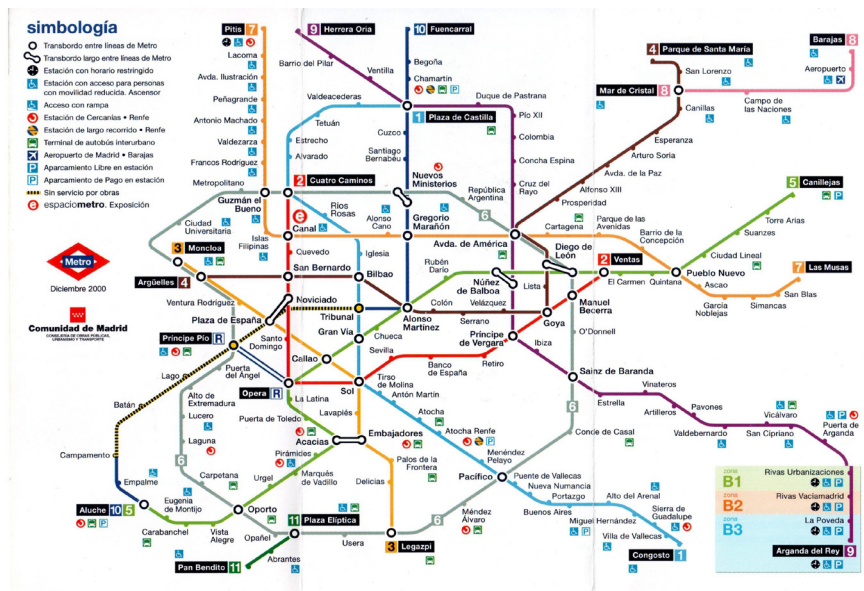 simbología
Transbordo entre líneas de Metro
Transbordo largo entre líneas de Metro
Estación con horario restringido
Estación con acceso para personas
con movilidad reducida. Ascensor
Acceso con rampa
Estación de Cercanías • Renfe
Estación de largo recorrido • Renfe
Terminal de autobús interurbano
Aeropuerto de Madrid • Barajas
Aparcamiento Libre en estación
Aparcamiento de Pago en estación
Sin servicio por obras
espaciometro. Exposición
Metro
Diciembre 2000
Comunidad de Madrid
CONSEJERÍA DE OBRAS PÚBLICAS,
URBANISMO Y TRANSPORTE
Pitis 7
Lacoma
Avda. Ilustración
Peñagrande
Antonio Machado
Valdezarza
Francos Rodríguez
Metropolitano
Guzmán el
Bueno
Ciudad
Universitaria
Islas
Filipinas
3 Moncloa
Argüelles 4
Ventura Rodríguez
Plaza de España
Príncipe Pío R
Lago
Batán
Campamento
Empalme
Aluche 10 5
Eugenia
de Montijo
Carabanchel
Vista
Alegre
Oporto
Opañel
Pan Bendito 11
Abrantes
11 Plaza Elíptica
Usera
3 Legazpi
9 Herrera Oria
Barrio del Pilar
Ventilla
10 Fuencarral
Begoña
Chamartín
Valdeacederas
Tetuán
Estrecho
Alvarado
1 Plaza de Castilla
Cuzco
Santiago
Bernabéu
Duque de Pastrana
Pío XII
Colombia
Concha Espina
Cruz del
Rayo
2 Cuatro Caminos
Nuevos
Ministerios
República
Argentina
6
e
Canal
Ríos
Rosas
Alonso
Cano
Gregorio
Marañón
Avda. de América
Cartagena
Prosperidad
Alfonso XIII
Avda. de la Paz
Arturo Soria
Esperanza
4 Parque de Santa María
San Lorenzo
Mar de Cristal 8
Canillas
Campo de
las Naciones
Barajas 8
Aeropuerto
5 Canillejas
Torre Arias
Suanzes
Ciudad Lineal
Parque de las
Avenidas
Barrio de la
Concepción
Pueblo Nuevo
2 Ventas
El Carmen
Quintana
Ascao
García
Noblejas
Simancas
San Blas
7 Las Musas
Cuevedo
San Bernardo
Iglesia
Bilbao
Rubén
Darío
Núñez
de Balboa
Lista
Diego de
León
Manuel
Becerra
Noviciado
Tribunal
Alonso
Martínez
Colón
Velázquez
Serrano
Goya
O'Donnell
Santo
Domingo
Gran Vía
Chueca
Príncipe
de Vergara
Ibiza
Callao
Sevilla
Banco
de España
Retiro
Puerta
del Ángel
Opera R
Sol
Tirso
de Molina
Antón Martín
Sainz de Baranda
Estrella
Vinateros
Artilleros
Pavones
Valdebernardo
Vicálvaro
San Cipriano
Puerta de
Arganda
Alto de
Extremadura
Lucero
Laguna
6
Carpetana
La Latina
Puerta de Toledo
Acacias
Pirámides
Marqués
de Vadillo
Urgel
Lavapiés
Embajadores
Palos de la
Frontera
Delicias
Atocha
Atocha Renfe
Menéndez
Pelayo
Pacífico
Conde de Casal
6
6
Méndez
Álvaro
Puente de Vallecas
Nueva Numancia
Portazgo
Buenos Aires
Alto del Arenal
Miguel Hernández
Sierra de
Guadalupe
Villa de Vallecas
Congosto 1
zona
B1
Rivas Urbanizaciones
zona
B2
Rivas Vaciamadrid
zona
B3
La Poveda
Arganda del Rey 9